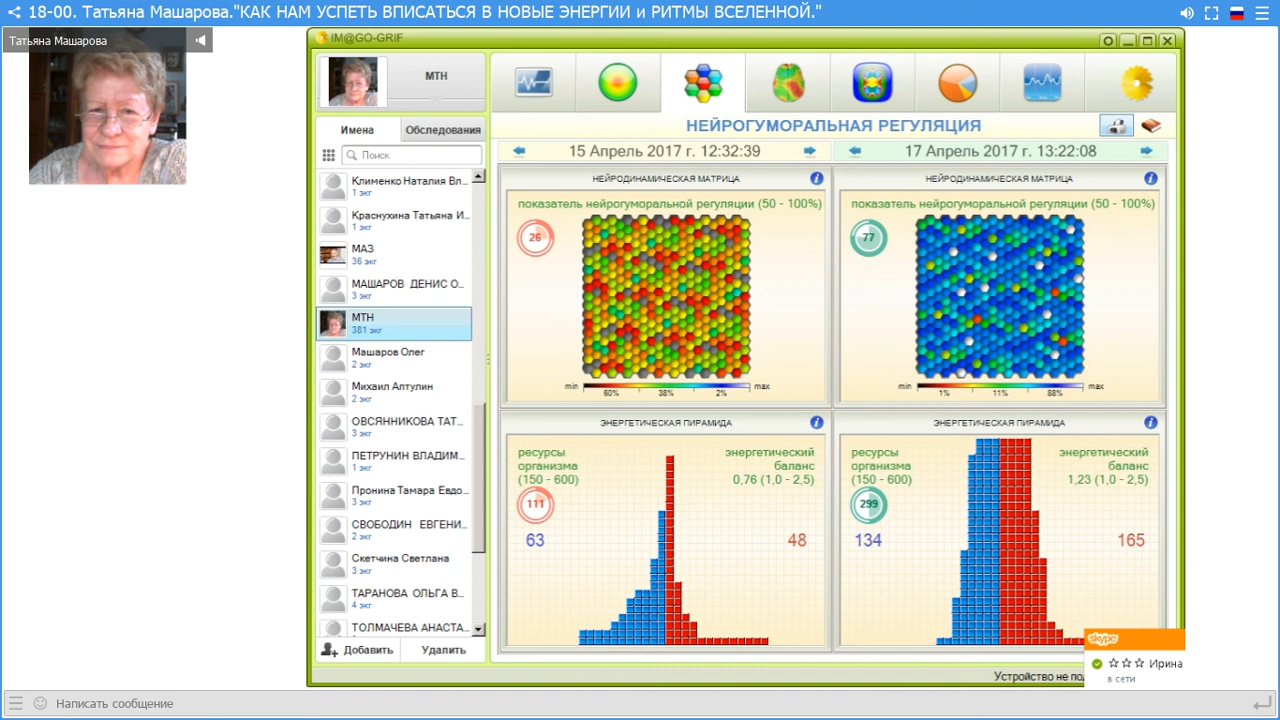 18-00. Татьяна Машарова."КАК НАМ УСПЕТЬ ВПИСАТЬСЯ В НОВЫЕ ЭНЕРГИИ и РИТМЫ ВСЕЛЕННОЙ."
Татьяна Машарова
IM@GO-GRIF
МТН
Имена
Обследования
Поиск
Клименко Наталия Вл...
1 экг
Краснухина Татьяна И...
1 экг
МАЗ
36 экг
МАШАРОВ ДЕНИС О...
3 экг
МТН
381 экг
Машаров Олег
2 экг
Михаил Алтулин
2 экг
ОВСЯННИКОВА ТАТ...
3 экг
ПЕТРУНИН ВЛАДИМ...
1 экг
Пронина Тамара Евдо...
3 экг
СВОБОДИН ЕВГЕНИ...
2 экг
Скетчина Светлана
3 экг
ТАРАНОВА ОЛЬГА В...
4 экг
ТОЛМАЧЕВА АНАСТА...
Добавить
Удалить
НЕЙРОГУМОРАЛЬНАЯ РЕГУЛЯЦИЯ
15 Апрель 2017 г. 12:32:39
17 Апрель 2017 г. 13:22:08
НЕЙРОДИНАМИЧЕСКАЯ МАТРИЦА
показатель нейрогуморальной регуляции (50 - 100%)
26
min
max
60%
38%
2%
НЕЙРОДИНАМИЧЕСКАЯ МАТРИЦА
показатель нейрогуморальной регуляции (50 - 100%)
77
min
max
1%
11%
88%
ЭНЕРГЕТИЧЕСКАЯ ПИРАМИДА
ресурсы
организма
(150 - 600)
111
63
энергетический
баланс
0,76 (1,0 - 2,5)
48
ЭНЕРГЕТИЧЕСКАЯ ПИРАМИДА
ресурсы
организма
(150 - 600)
299
134
энергетический
баланс
1,23 (1,0 - 2,5)
165
Устройство не по
skype
Ирина
в сети
Написать сообщение